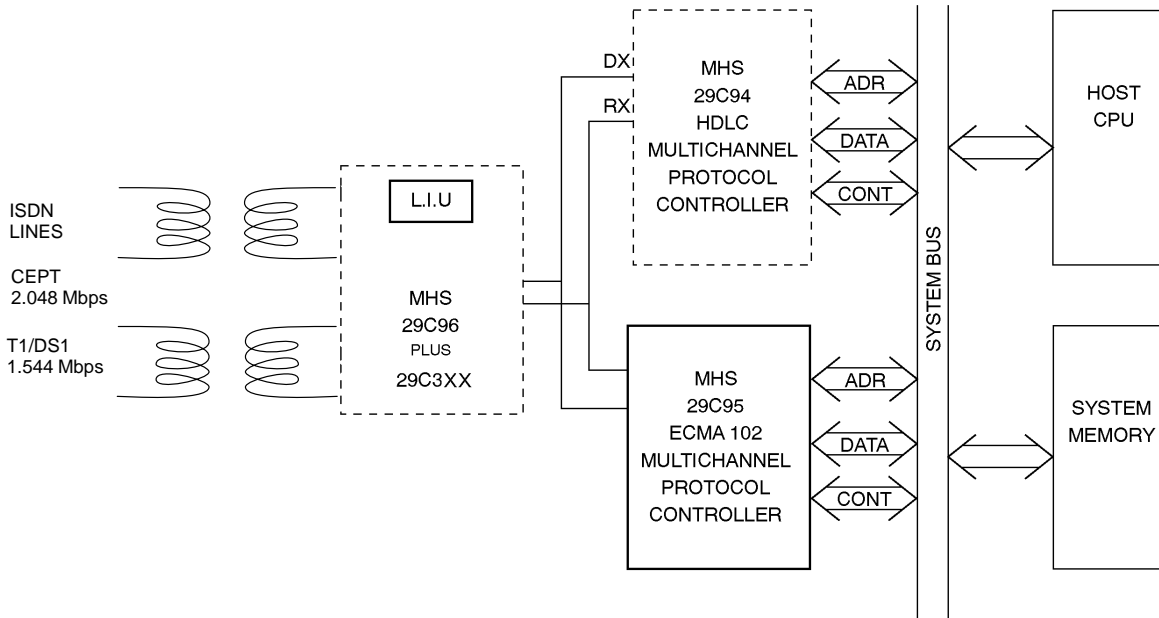 ISDN
LINES
CEPT
2.048 Mbps
T1/DS1
1.544 Mbps
L.I.U
MHS
29C96
PLUS
29C3XX
DX
RX
MHS
29C94
HDLC
MULTICHANNEL
PROTOCOL
CONTROLLER
ADR
DATA
CONT
MHS
29C95
ECMA 102
MULTICHANNEL
PROTOCOL
CONTROLLER
ADR
DATA
CONT
SYSTEM BUS
HOST
CPU
SYSTEM
MEMORY